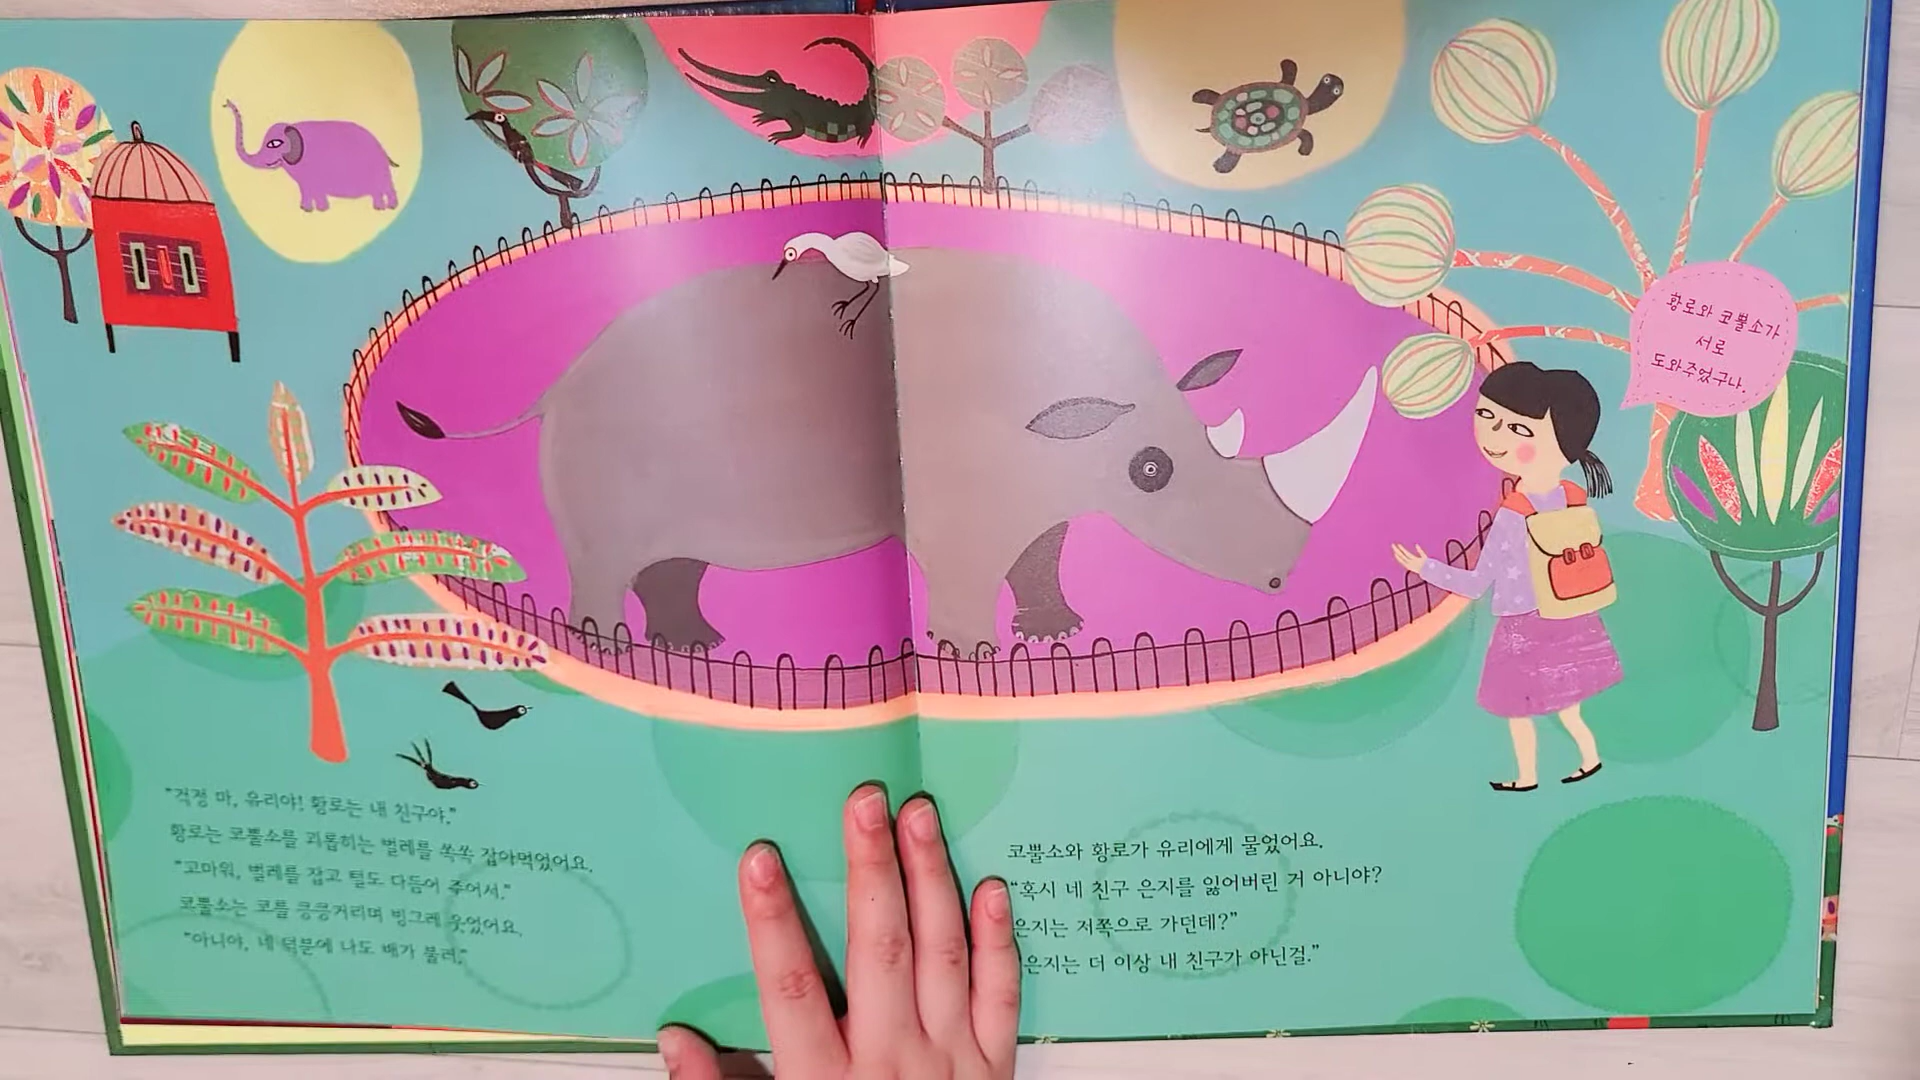 황로와 코뿔소가
서로
도와주었구나.
"걱정 마, 유리야! 황로는 내 친구야."
황로는 코뿔소를 괴롭히는 벌레를 쏙쏙 잡아먹었어요.
"고마워, 벌레를 잡고 털도 다듬어 주어서."
코뿔소는 코를 킁킁거리며 빙그레 웃었어요.
"아니야, 네 덕분에 나도 배가 불러."
코뿔소와 황로가 유리에게 물었어요.
"혹시 네 친구 은지를 잃어버린 거 아니야?
은지는 저쪽으로 가던데?"
"은지는 더 이상 내 친구가 아닌걸."